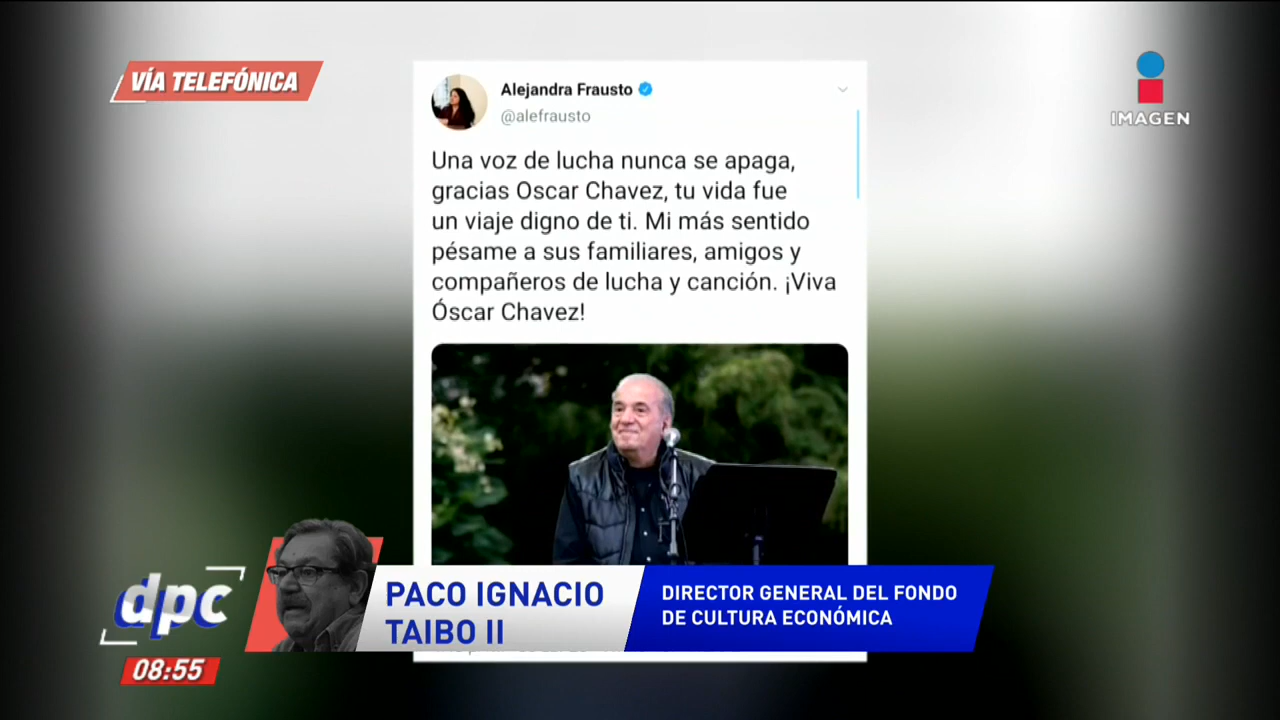 VÍA TELEFÓNICA
IMAGEN
Alejandra Frausto
@alefrausto
Una voz de lucha nunca se apaga,
gracias Oscar Chavez, tu vida fue
un viaje digno de ti. Mi más sentido
pésame a sus familiares, amigos y
compañeros de lucha y canción. ¡Viva
Óscar Chavez!
dpc
PACO IGNACIO
TAIBO II
DIRECTOR GENERAL DEL FONDO
DE CULTURA ECONÓMICA
08:55